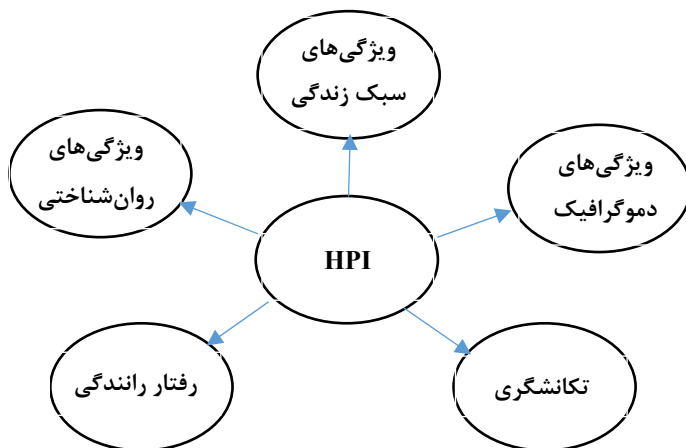 ویژگی‌های
سبک زندگی
ویژگی‌های
دموگرافیک
ویژگی‌های
روان‌شناختی
HPI
تکانشگری
رفتار رانندگی